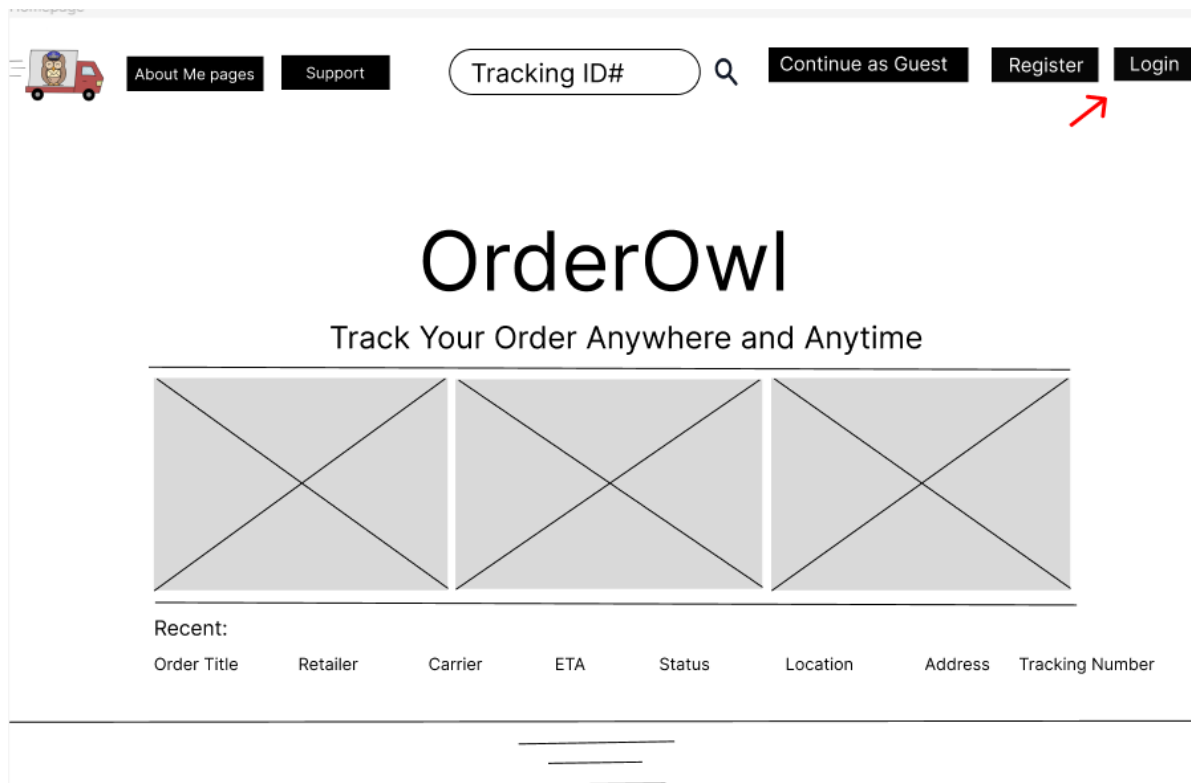 Homepage
About Me pages Support Tracking ID# Continue as Guest Register Login
OrderOwl
Track Your Order Anywhere and Anytime
Recent:
Order Title Retailer Carrier ETA Status Location Address Tracking Number